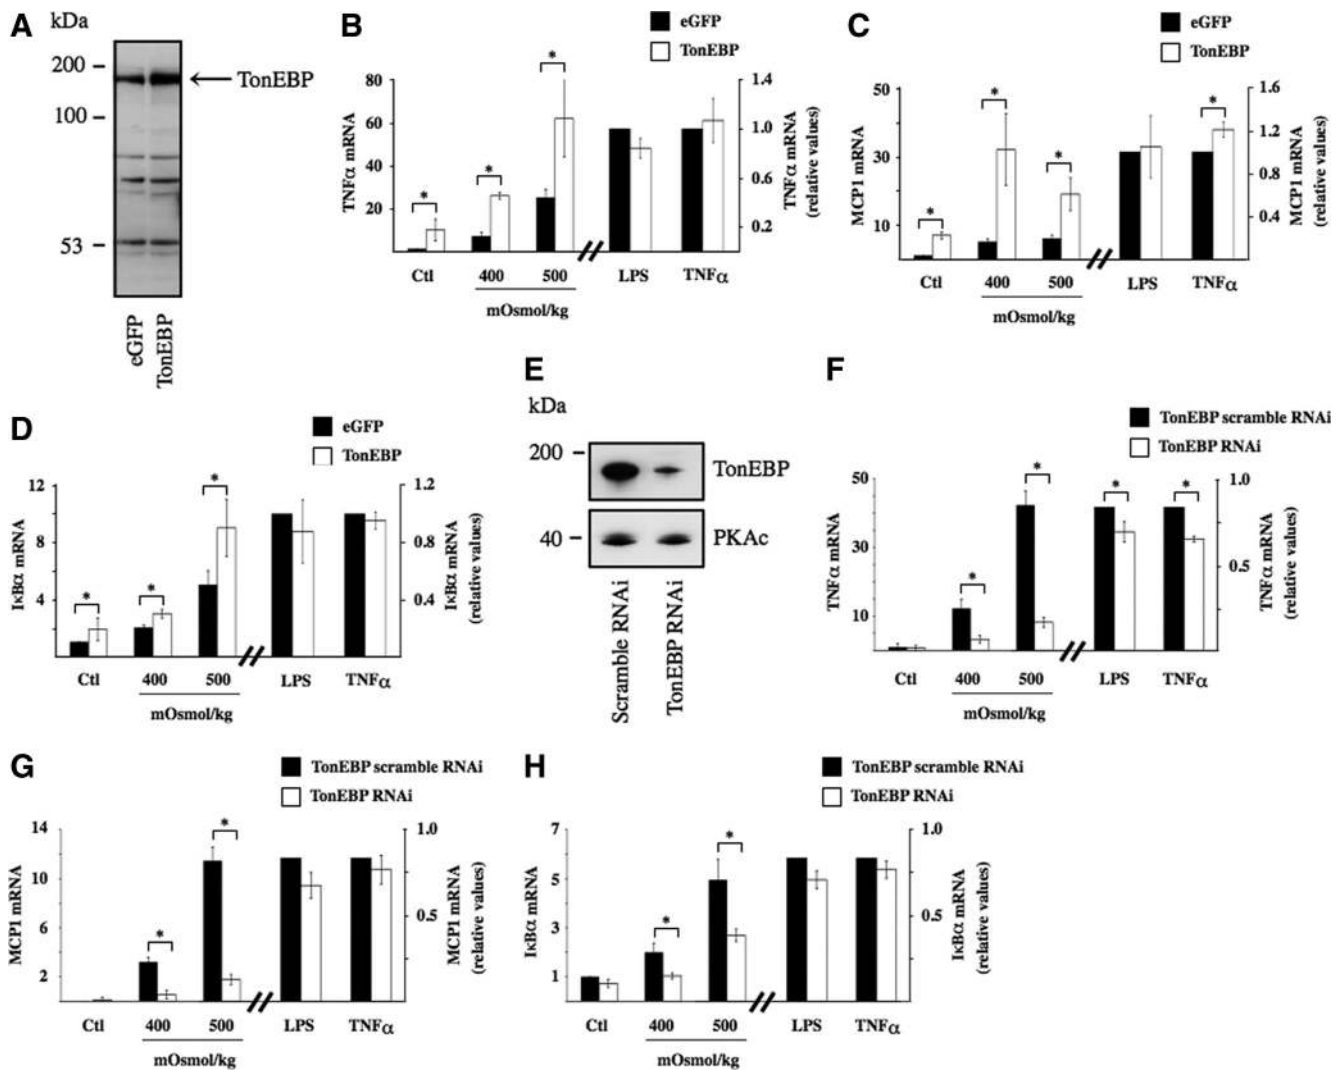 A
kDa
200
100
53
TonEBP
eGFP
TonEBP
B
eGFP
TonEBP
TNFα mRNA
80
60
40
20
*
*
*
1.4
1.0
0.6
0.2
TNFα mRNA
(relative values)
Ctl
400
500
LPS
TNFα
mOsmol/kg
C
eGFP
TonEBP
MCP1 mRNA
50
30
10
*
*
*
*
1.6
1.2
0.8
0.4
MCP1 mRNA
(relative values)
Ctl
400
500
LPS
TNFα
mOsmol/kg
D
eGFP
TonEBP
IκBα mRNA
12
8
4
*
*
*
1.2
0.8
0.4
IκBα mRNA
(relative values)
Ctl
400
500
LPS
TNFα
mOsmol/kg
E
kDa
200
40
TonEBP
PKAc
Scramble RNAi
TonEBP RNAi
F
TonEBP scramble RNAi
TonEBP RNAi
TNFα mRNA
50
30
10
*
*
*
*
1.0
0.5
TNFα mRNA
(relative values)
Ctl
400
500
LPS
TNFα
mOsmol/kg
G
TonEBP scramble RNAi
TonEBP RNAi
MCP1 mRNA
14
10
6
2
*
*
1.0
0.5
MCP1 mRNA
(relative values)
Ctl
400
500
LPS
TNFα
mOsmol/kg
H
TonEBP scramble RNAi
TonEBP RNAi
IκBα mRNA
7
5
3
1
*
*
1.0
0.5
IκBα mRNA
(relative values)
Ctl
400
500
LPS
TNFα
mOsmol/kg